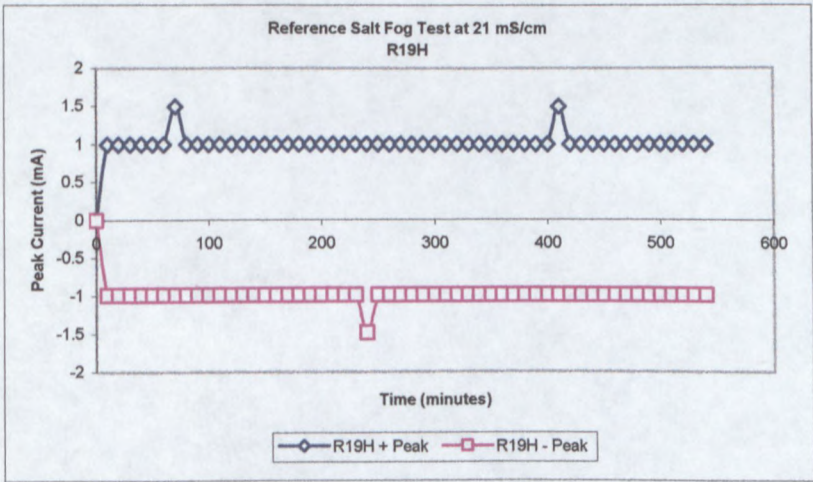 Reference Salt Fog Test at 21 mS/cm
R19H
2
1.5
1
0.5
0
-0.5
-1
-1.5
-2
0 100 200 300 400 500 600
Peak Current (mA)
Time (minutes)
R19H + Peak R19H - Peak